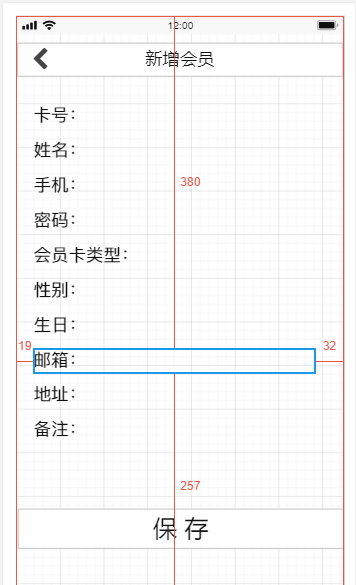 12:00
新增会员
卡号：
姓名：
手机：
380
密码：
会员卡类型：
性别：
生日：
19
32
邮箱：
地址：
备注：
257
保 存